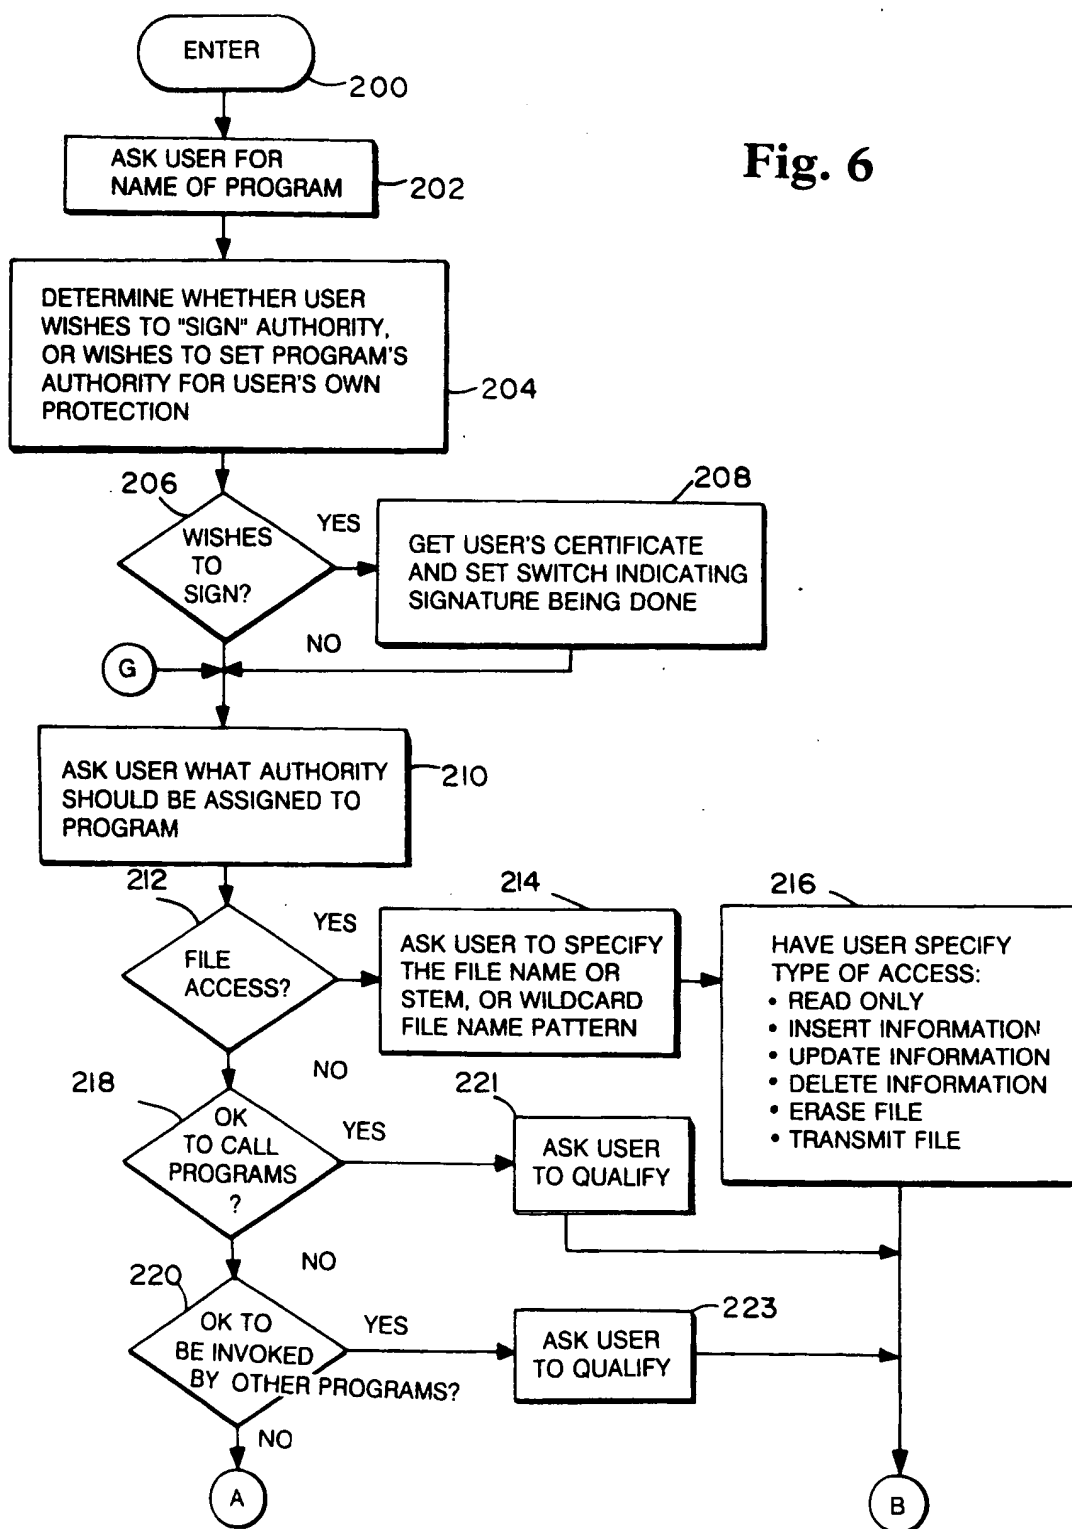 ENTER
200
Fig. 6
ASK USER FOR
NAME OF PROGRAM
202
DETERMINE WHETHER USER
WISHES TO "SIGN" AUTHORITY,
OR WISHES TO SET PROGRAM'S
AUTHORITY FOR USER'S OWN
PROTECTION
204
206
WISHES
TO
SIGN?
YES
208
GET USER'S CERTIFICATE
AND SET SWITCH INDICATING
SIGNATURE BEING DONE
NO
G
ASK USER WHAT AUTHORITY
SHOULD BE ASSIGNED TO
PROGRAM
210
212
FILE
ACCESS?
YES
214
ASK USER TO SPECIFY
THE FILE NAME OR
STEM, OR WILDCARD
FILE NAME PATTERN
216
HAVE USER SPECIFY
TYPE OF ACCESS:
• READ ONLY
• INSERT INFORMATION
• UPDATE INFORMATION
• DELETE INFORMATION
• ERASE FILE
• TRANSMIT FILE
NO
218
OK
TO CALL
PROGRAMS
?
YES
221
ASK USER
TO QUALIFY
NO
220
OK TO
BE INVOKED
BY OTHER PROGRAMS?
YES
223
ASK USER
TO QUALIFY
NO
A
B